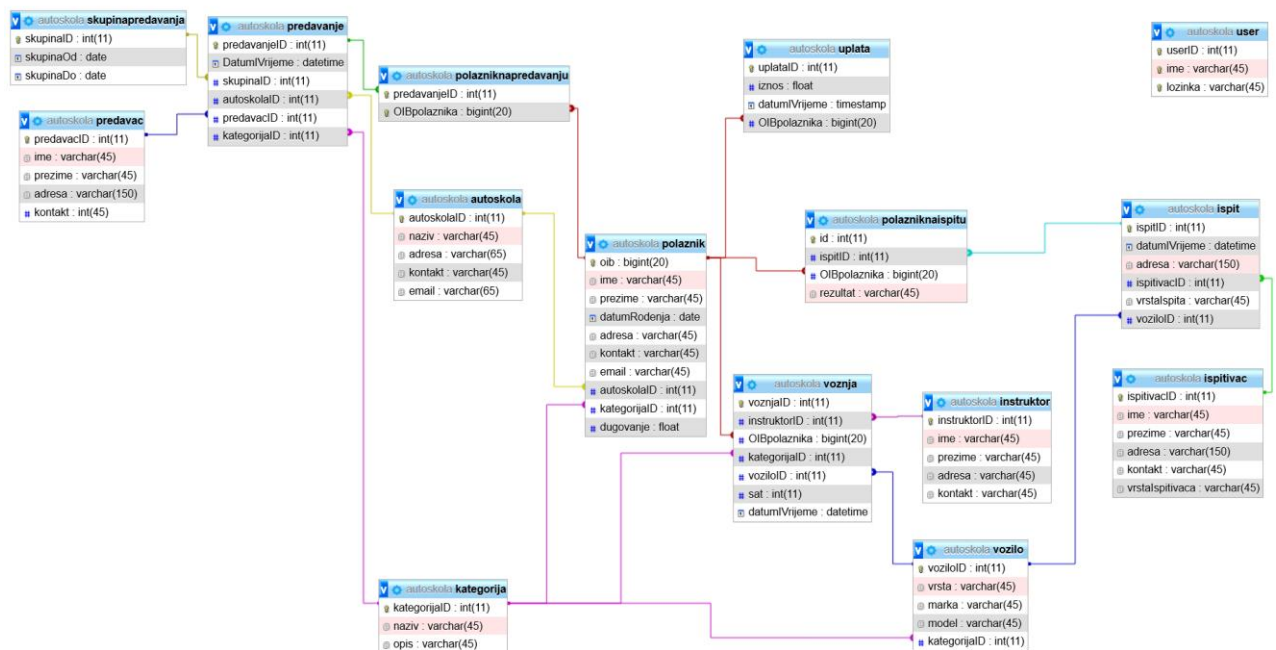 autoskola skupinapredavanja
skupinaID : int(11)
skupinaOd : date
skupinaDo : date
autoskola predavac
predavacID : int(11)
ime : varchar(45)
prezime : varchar(45)
adresa : varchar(150)
kontakt : int(45)
autoskola predavanje
predavanjeID : int(11)
DatumIVrijeme : datetime
skupinaID : int(11)
autoskolaID : int(11)
predavacID : int(11)
kategorijaID : int(11)
autoskola polazniknapredavanju
predavanjeID : int(11)
OIBpolaznika : bigint(20)
autoskola autoskola
autoskolaID : int(11)
naziv : varchar(45)
adresa : varchar(65)
kontakt : varchar(45)
email : varchar(65)
autoskola kategorija
kategorijaID : int(11)
naziv : varchar(45)
opis : varchar(45)
autoskola polaznik
oib : bigint(20)
ime : varchar(45)
prezime : varchar(45)
datumRodenja : date
adresa : varchar(45)
kontakt : varchar(45)
email : varchar(45)
autoskolaID : int(11)
kategorijaID : int(11)
dugovanje : float
autoskola uplata
uplataID : int(11)
iznos : float
datumIVrijeme : timestamp
OIBpolaznika : bigint(20)
autoskola polaznikna​ispitu
id : int(11)
ispitID : int(11)
OIBpolaznika : bigint(20)
rezultat : varchar(45)
autoskola voznja
voznjaID : int(11)
instruktorID : int(11)
OIBpolaznika : bigint(20)
kategorijaID : int(11)
voziloID : int(11)
sat : int(11)
datumIVrijeme : datetime
autoskola instruktor
instruktorID : int(11)
ime : varchar(45)
prezime : varchar(45)
adresa : varchar(45)
kontakt : varchar(45)
autoskola vozilo
voziloID : int(11)
vrsta : varchar(45)
marka : varchar(45)
model : varchar(45)
kategorijaID : int(11)
autoskola user
userID : int(11)
ime : varchar(45)
lozinka : varchar(45)
autoskola ispit
ispitID : int(11)
datumIVrijeme : datetime
adresa : varchar(150)
ispitivacID : int(11)
vrstaIspita : varchar(45)
voziloID : int(11)
autoskola ispitivac
ispitivacID : int(11)
ime : varchar(45)
prezime : varchar(45)
adresa : varchar(150)
kontakt : varchar(45)
vrstaIspitivaca : varchar(45)